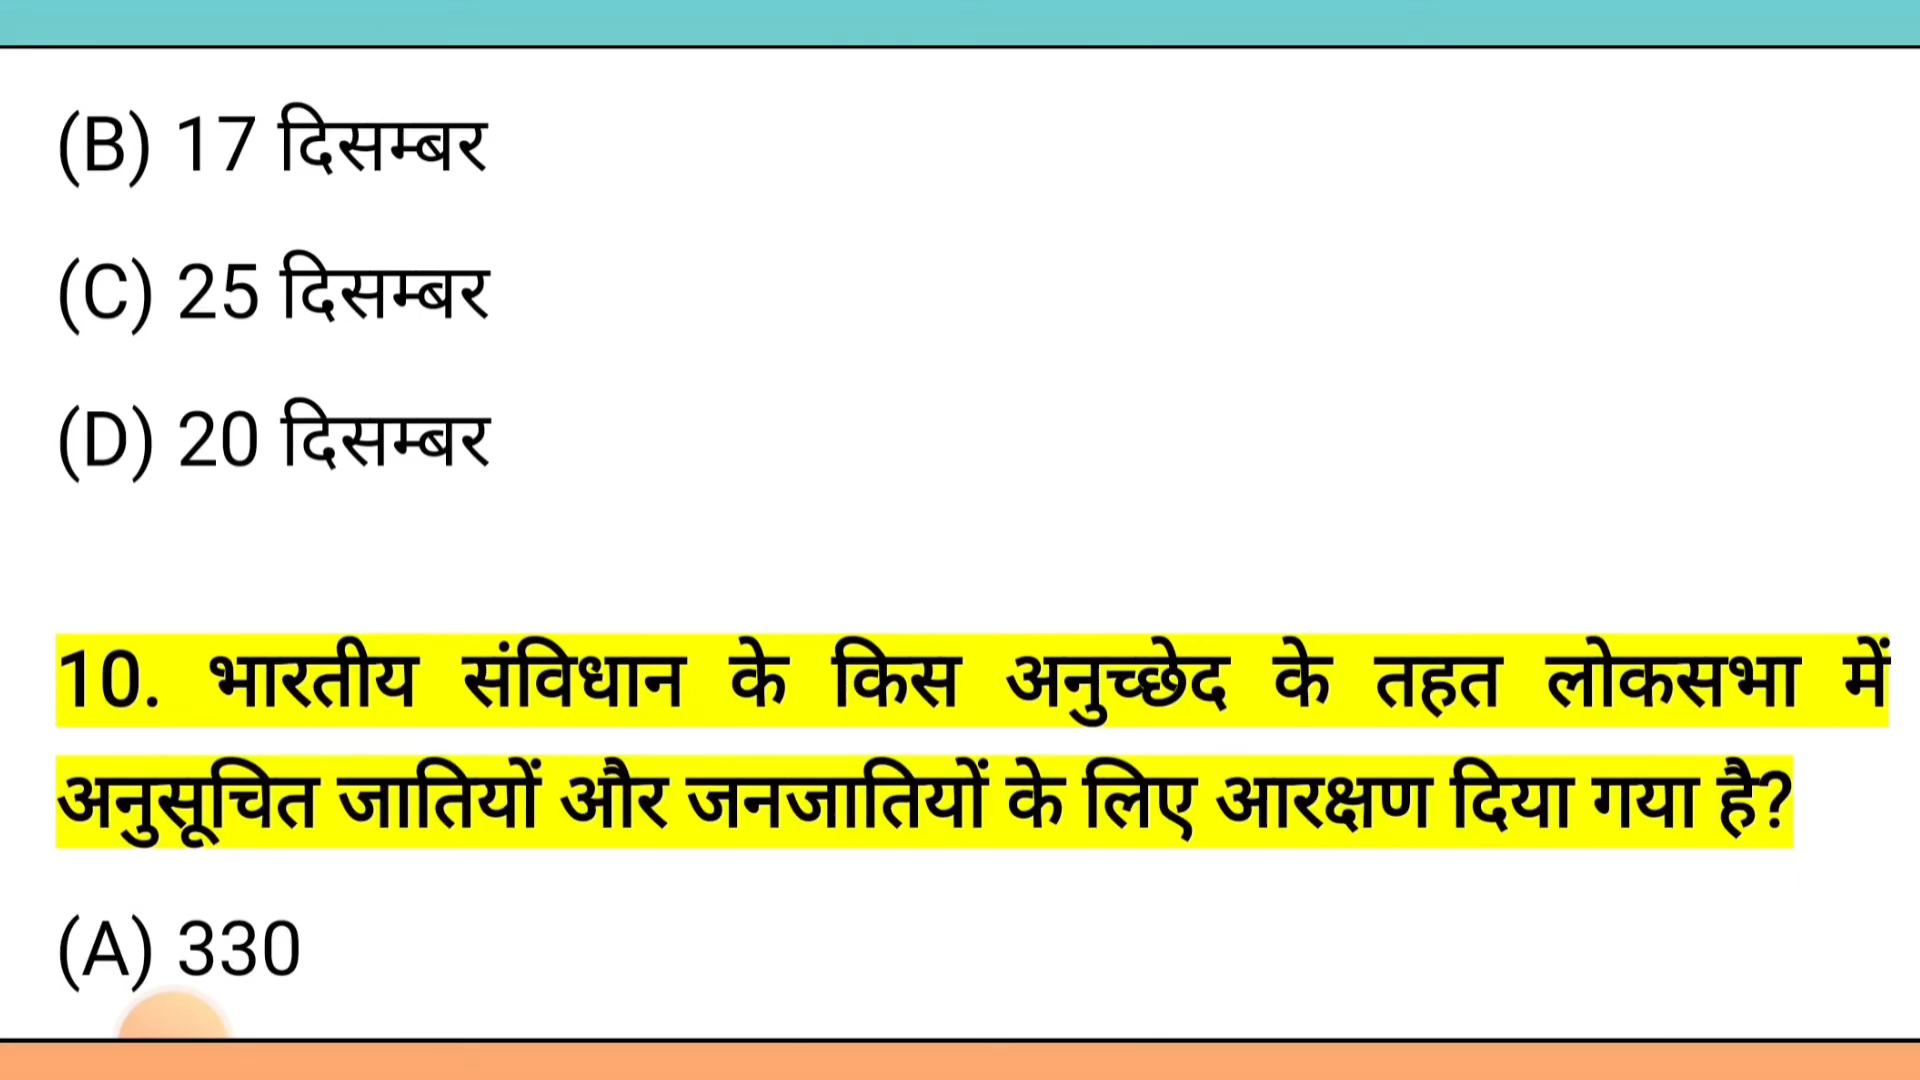 (B) 17 दिसम्बर
(C) 25 दिसम्बर
(D) 20 दिसम्बर
10. भारतीय संविधान के किस अनुच्छेद के तहत लोकसभा में
अनुसूचित जातियों और जनजातियों के लिए आरक्षण दिया गया है?
(A) 330